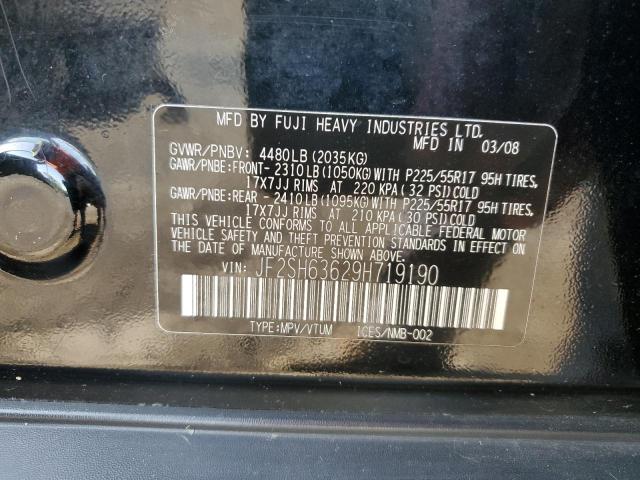 MFD BY FUJI HEAVY INDUSTRIES LTD.
MFD IN 03/08
GVWR/PNBV: 4480LB (2035KG)
GAWR/PNBE:FRONT- 2310LB (1050KG) WITH P225/55R17 95H TIRES,
17X7JJ RIMS AT 220 KPA (32 PSI) COLD
GAWR/PNBE:REAR - 2410LB (1095KG) WITH P225/55R17 95H TIRES,
17X7JJ RIMS AT 210 KPA (30 PSI) COLD
THIS VEHICLE CONFORMS TO ALL APPLICABLE FEDERAL MOTOR
VEHICLE SAFETY AND THEFT PREVENTION STANDARDS IN EFFECT ON
THE DATE OF MANUFACTURE SHOWN ABOVE.
VIN: JF2SH63629H719190
TYPE:MPV/VTUM ICES/NMB-002